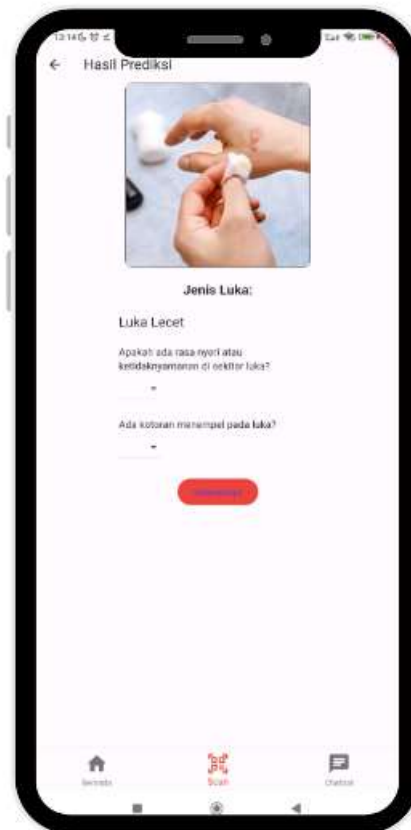 Hasil Prediksi
Jenis Luka:
Luka Lecet
Apakah ada rasa nyeri atau
ketidaknyamanan di sekitar luka?
Ada kotoran menempel pada luka?
Beranda
Scan
Chatbot